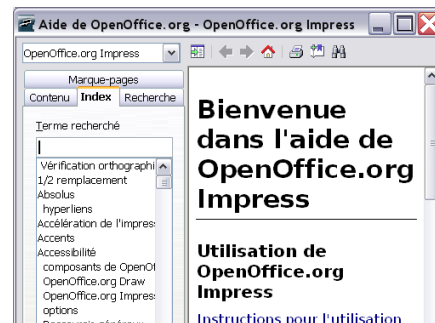 Aide de OpenOffice.org - OpenOffice.org Impress
OpenOffice.org Impress
Marque-pages
Contenu Index Recherche
Terme recherché
Vérification orthographi
1/2 remplacement
Absolus
hyperliens
Accélération de l'impres
Accents
Accessibilité
composants de OpenOf
OpenOffice.org Draw
OpenOffice.org Impres
options
Bienvenue
dans l'aide de
OpenOffice.org
Impress
Utilisation de
OpenOffice.org
Impress
Instructions pour l'utilisation